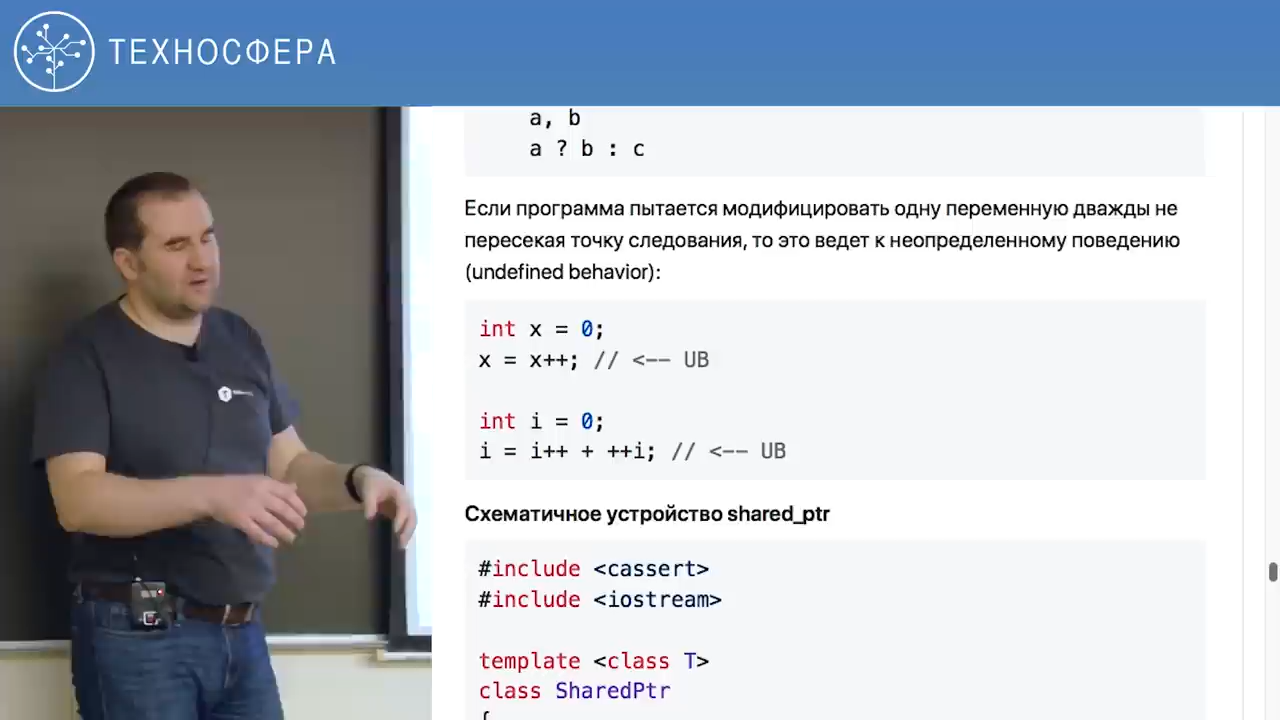 ТЕХНОСФЕРА
a, b
a ? b : c
Если программа пытается модифицировать одну переменную дважды не
пересекая точку следования, то это ведет к неопределенному поведению
(undefined behavior):
int x = 0;
x = x++; // <-- UB
int i = 0;
i = i++ + ++i; // <-- UB
Схематичное устройство shared_ptr
#include <cassert>
#include <iostream>
template <class T>
class SharedPtr
{